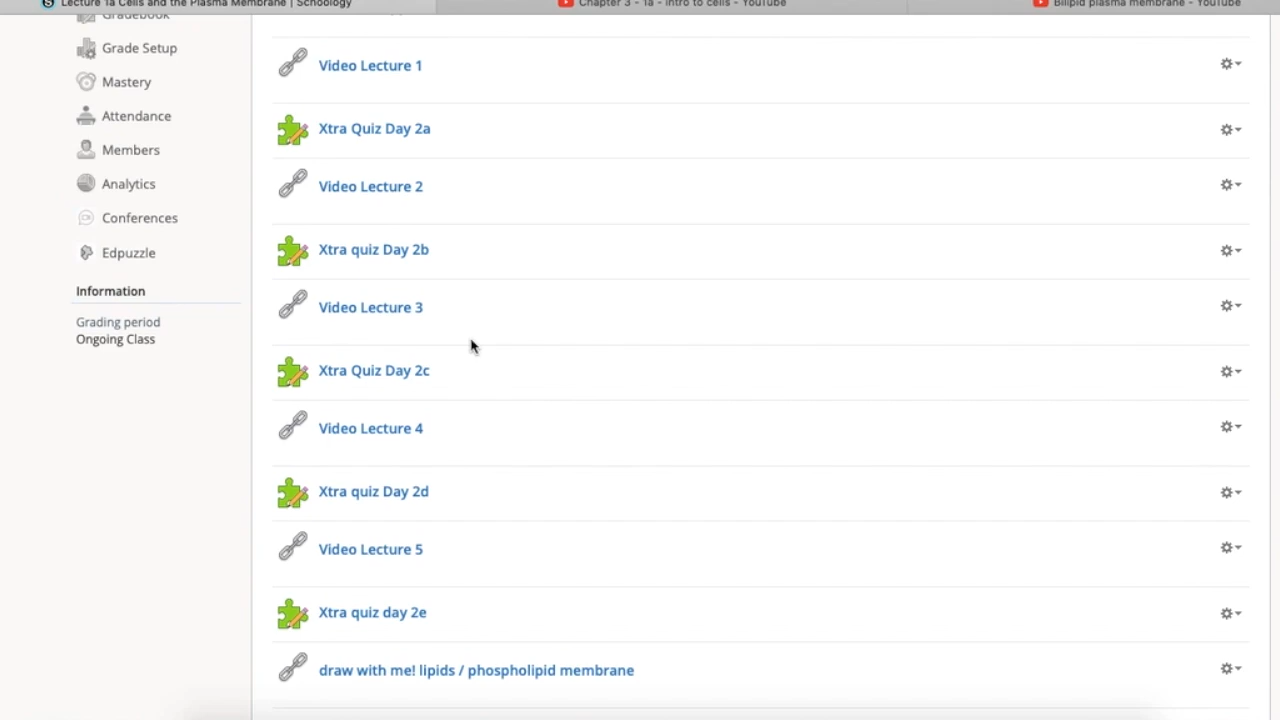 Lecture 1a Cells and the Plasma Membrane | Schoology
Chapter 3 - 1a - Intro to cells - YouTube
Bilipid plasma membrane - YouTube
Gradebook
Grade Setup
Mastery
Attendance
Members
Analytics
Conferences
Edpuzzle
Information
Grading period
Ongoing Class
Video Lecture 1
Xtra Quiz Day 2a
Video Lecture 2
Xtra quiz Day 2b
Video Lecture 3
Xtra Quiz Day 2c
Video Lecture 4
Xtra quiz Day 2d
Video Lecture 5
Xtra quiz day 2e
draw with me! lipids / phospholipid membrane